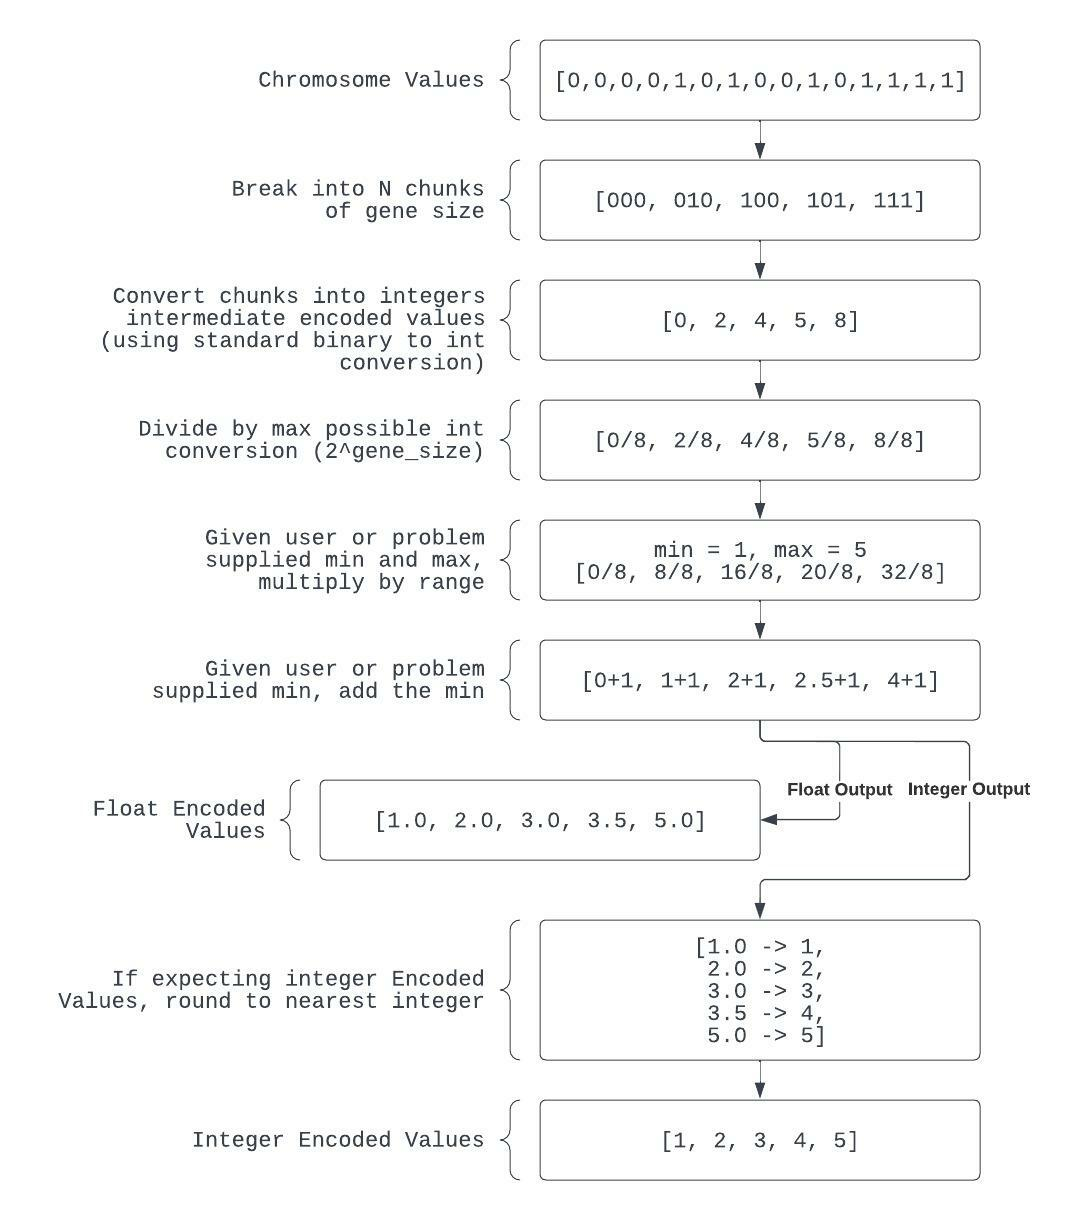 Chromosome Values
[0,0,0,0,1,0,1,0,0,1,0,1,1,1,1]
Break into N chunks
of gene size
[000, 010, 100, 101, 111]
Convert chunks into integers
intermediate encoded values
(using standard binary to int
conversion)
[0, 2, 4, 5, 8]
Divide by max possible int
conversion (2^gene_size)
[0/8, 2/8, 4/8, 5/8, 8/8]
Given user or problem
supplied min and max,
multiply by range
min = 1, max = 5
[0/8, 8/8, 16/8, 20/8, 32/8]
Given user or problem
supplied min, add the min
[0+1, 1+1, 2+1, 2.5+1, 4+1]
Float Output
Integer Output
Float Encoded
Values
[1.0, 2.0, 3.0, 3.5, 5.0]
If expecting integer Encoded
Values, round to nearest integer
[1.0 -> 1,
2.0 -> 2,
3.0 -> 3,
3.5 -> 4,
5.0 -> 5]
Integer Encoded Values
[1, 2, 3, 4, 5]